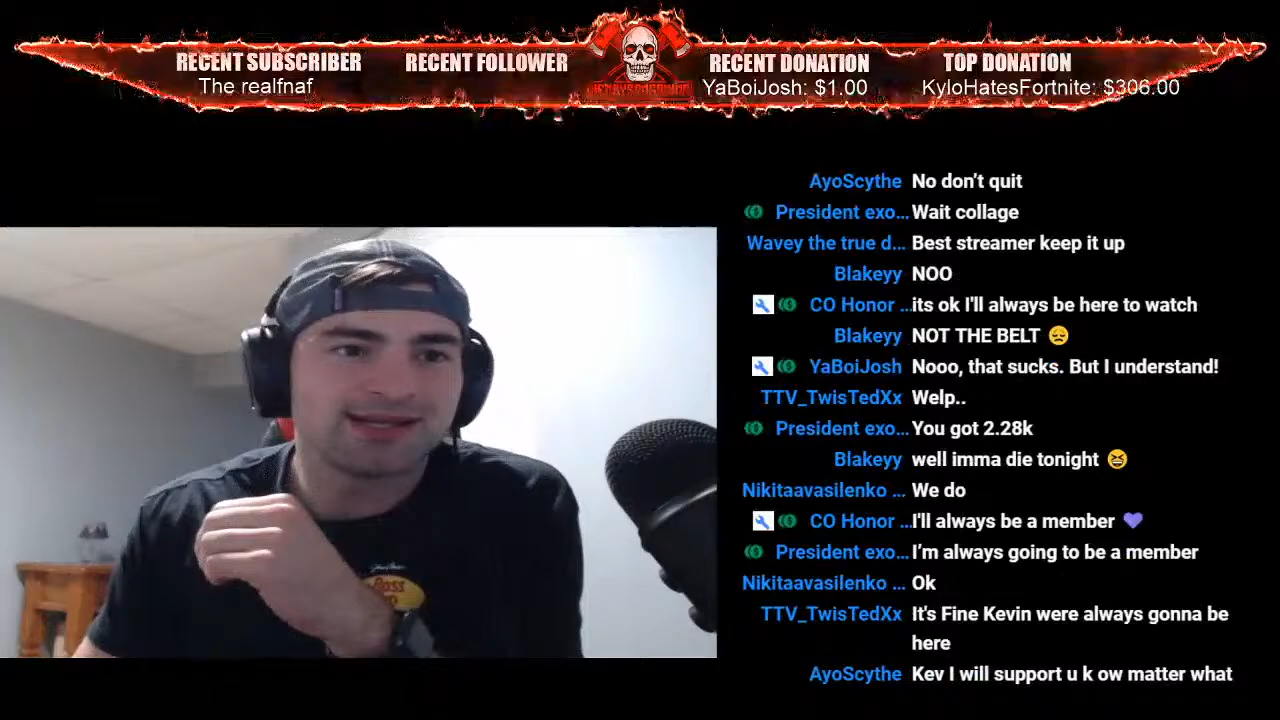 RECENT SUBSCRIBER
The realfnaf
RECENT FOLLOWER
RECENT DONATION
YaBoiJosh: $1.00
TOP DONATION
KyloHatesFortnite: $306.00
AyoScythe No don't quit
President exo... Wait collage
Wavey the true d... Best streamer keep it up
Blakeyy NOO
CO Honor ... its ok I'll always be here to watch
Blakeyy NOT THE BELT 😔
YaBoiJosh Nooo, that sucks. But I understand!
TTV_TwisTedXx Welp..
President exo... You got 2.28k
Blakeyy well imma die tonight 😆
Nikitaavasilenko ... We do
CO Honor ... I'll always be a member 💜
President exo... I'm always going to be a member
Nikitaavasilenko ... Ok
TTV_TwisTedXx It's Fine Kevin were always gonna be
here
AyoScythe Kev I will support u k ow matter what